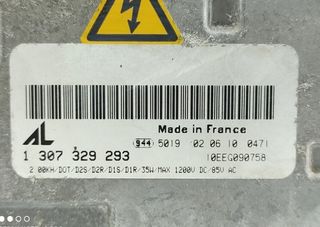 Made in France
AL
944 5019 02 06 10 0471
1 307 329 293
10EEG090758
2.00KH/DOT/D2S/D2R/D1S/D1R/35W/MAX 1200V DC/85V AC